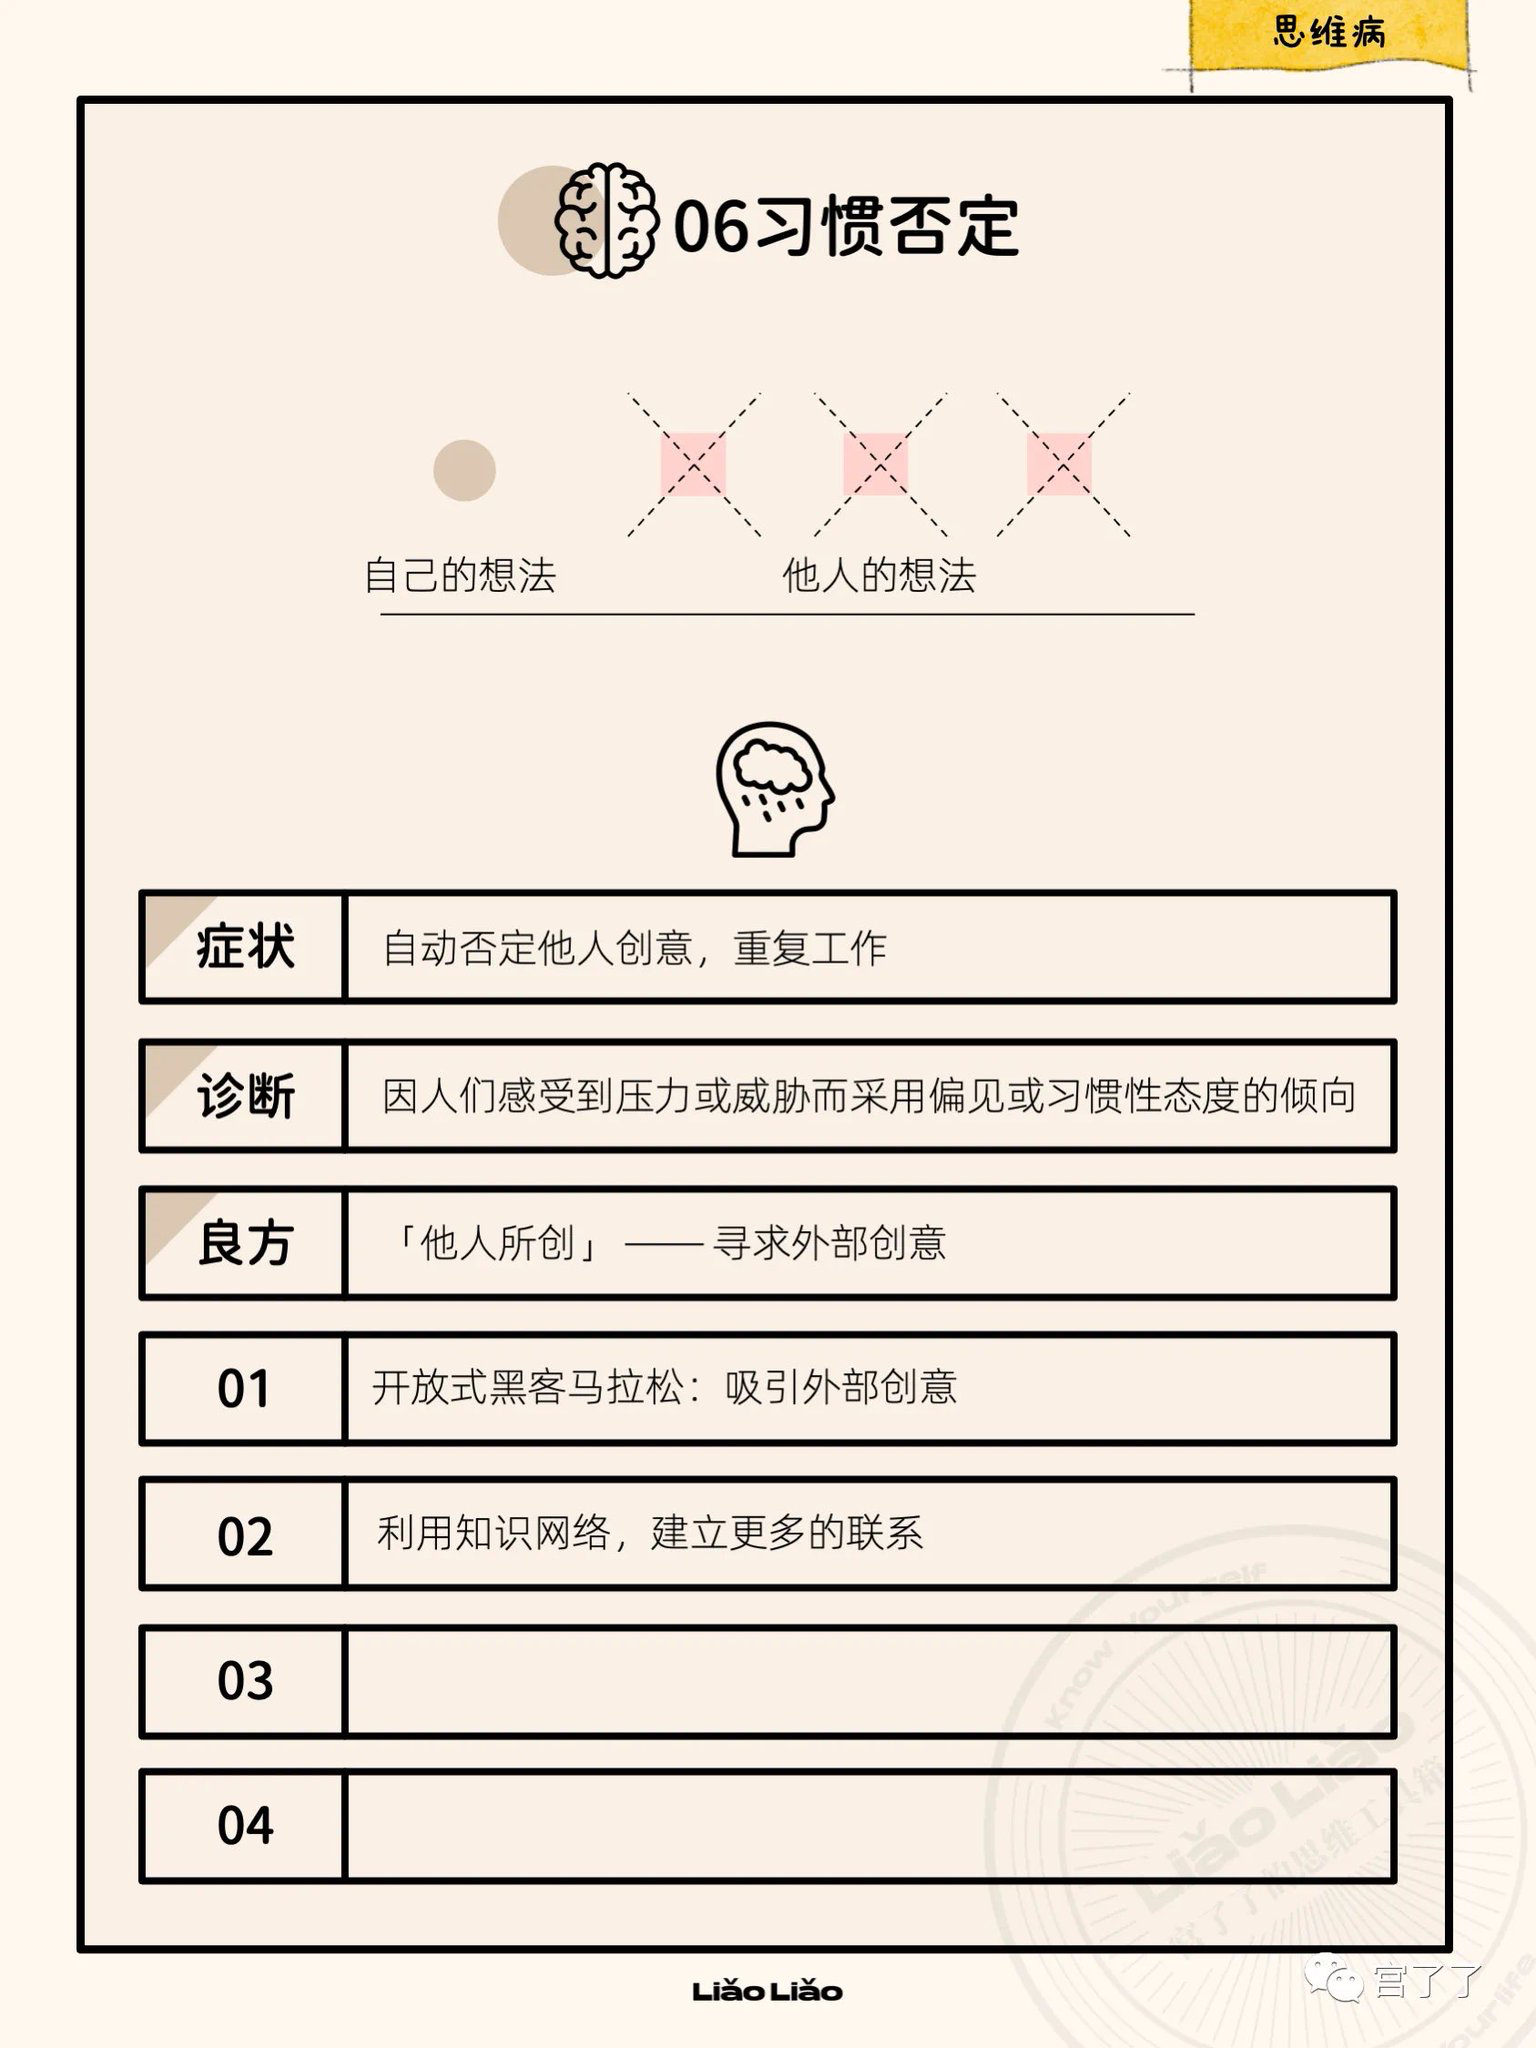 思维病
06习惯否定
自己的想法
他人的想法
症状
自动否定他人创意，重复工作
诊断
因人们感受到压力或威胁而采用偏见或习惯性态度的倾向
良方
「他人所创」 —— 寻求外部创意
01
开放式黑客马拉松：吸引外部创意
02
利用知识网络，建立更多的联系
03
04
Know Yourself
Liǎo Liǎo
宫了了的思维工具箱
Liǎo Liǎo
宫了了